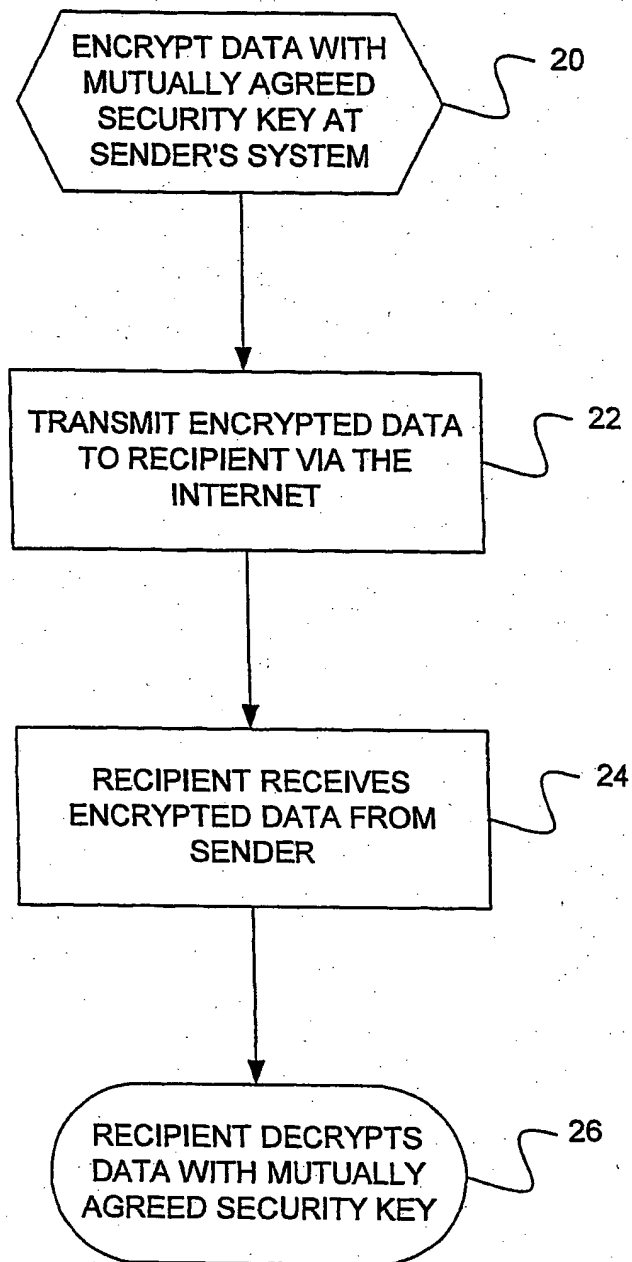 ENCRYPT DATA WITH
MUTUALLY AGREED
SECURITY KEY AT
SENDER'S SYSTEM
20
TRANSMIT ENCRYPTED DATA
TO RECIPIENT VIA THE
INTERNET
22
RECIPIENT RECEIVES
ENCRYPTED DATA FROM
SENDER
24
RECIPIENT DECRYPTS
DATA WITH MUTUALLY
AGREED SECURITY KEY
26